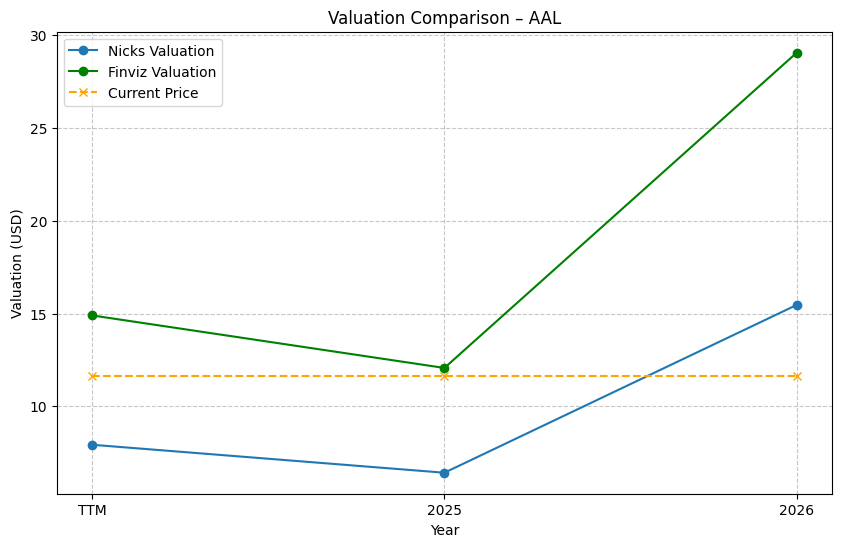 Valuation Comparison – AAL
Nicks Valuation
Finviz Valuation
Current Price
Valuation (USD)
30
25
20
15
10
TTM
2025
2026
Year